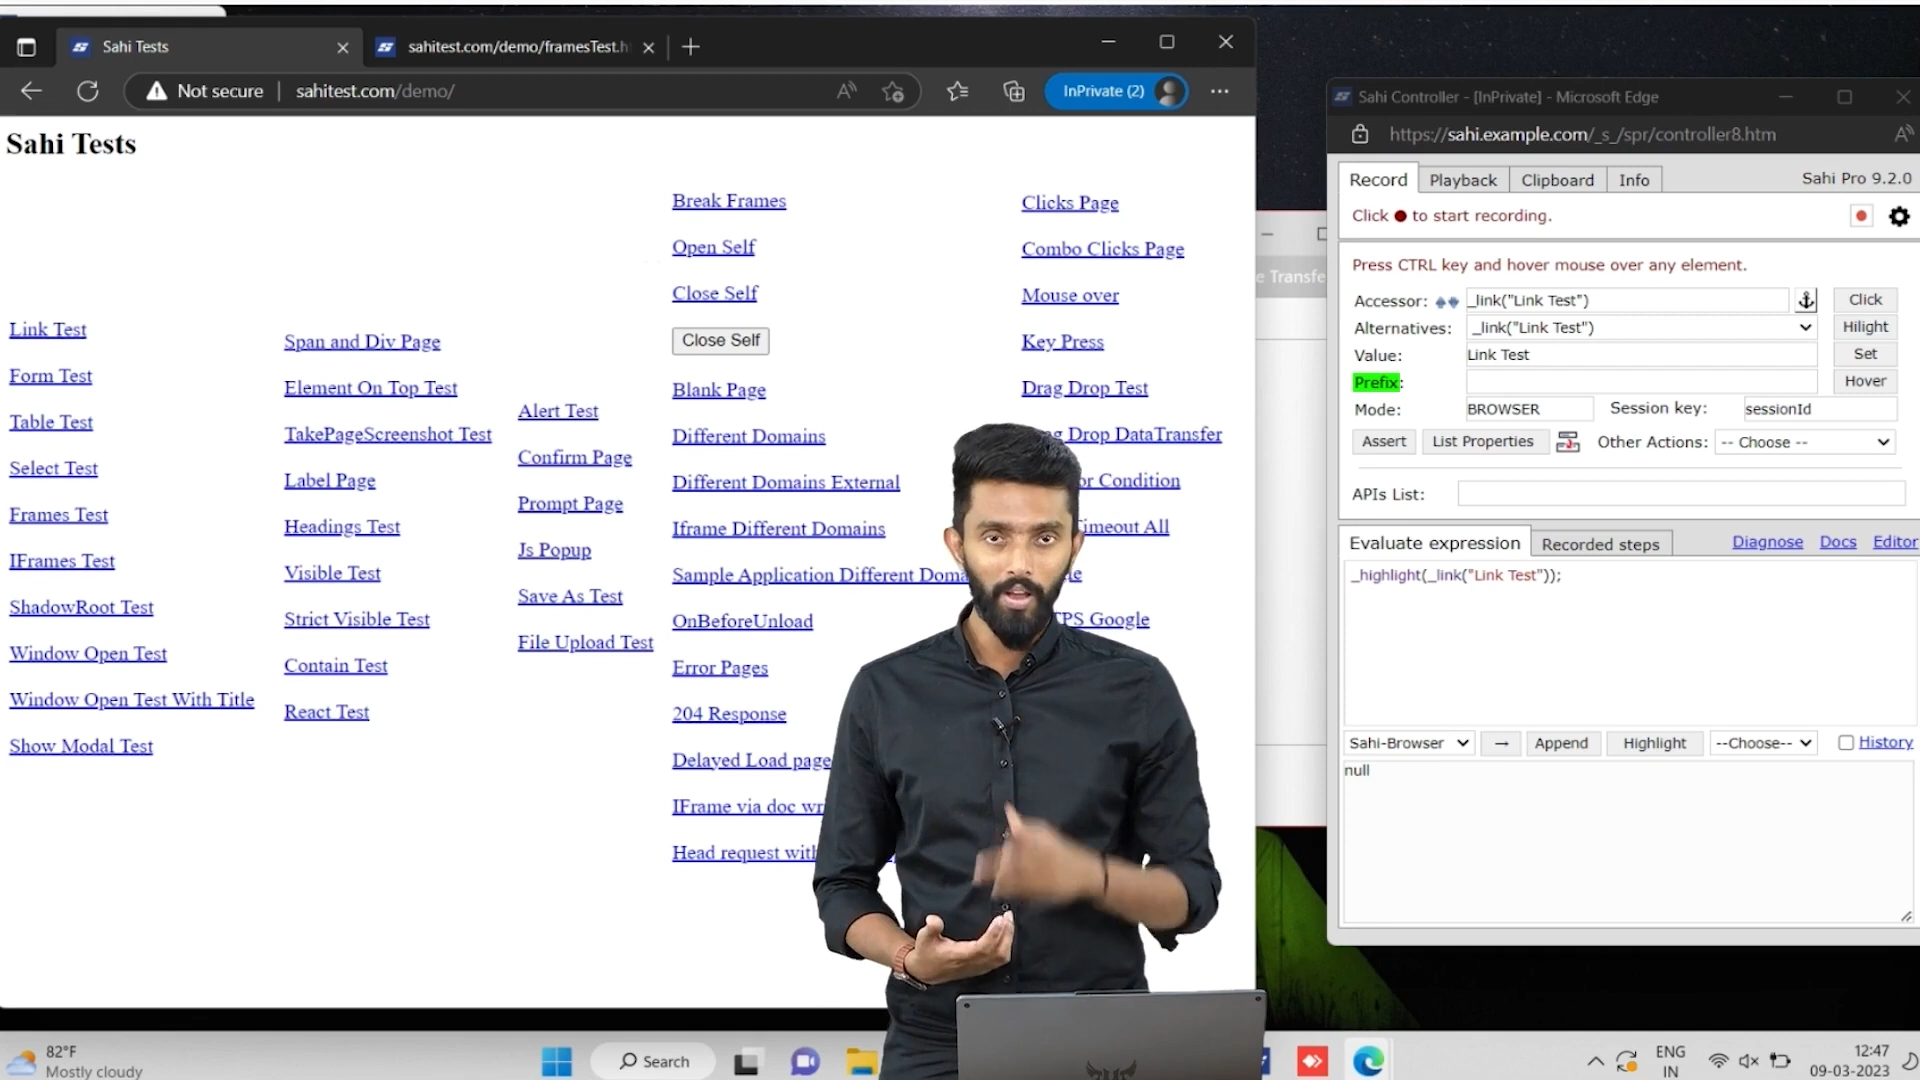 Sahi Tests
sahitest.com/demo/framesTest.h
Not secure
sahitest.com/demo/
InPrivate (2)
Sahi Tests
Link Test
Form Test
Table Test
Select Test
Frames Test
IFrames Test
ShadowRoot Test
Window Open Test
Window Open Test With Title
Show Modal Test
Span and Div Page
Element On Top Test
TakePageScreenshot Test
Label Page
Headings Test
Visible Test
Strict Visible Test
Contain Test
React Test
Alert Test
Confirm Page
Prompt Page
Js Popup
Save As Test
File Upload Test
Break Frames
Open Self
Close Self
Close Self
Blank Page
Different Domains
Different Domains External
Iframe Different Domains
Sample Application Different Doma
OnBeforeUnload
Error Pages
204 Response
Delayed Load page
IFrame via doc wr
Head request with
Clicks Page
Combo Clicks Page
Mouse over
Key Press
Drag Drop Test
Drop DataTransfer
or Condition
imeout All
Google
e Transfe
Sahi Controller - [InPrivate] - Microsoft Edge
https://sahi.example.com/_s_/spr/controller8.htm
Record Playback Clipboard Info Sahi Pro 9.2.0
Click to start recording.
Press CTRL key and hover mouse over any element.
Accessor: _link("Link Test") Click
Alternatives: _link("Link Test") Hilight
Value: Link Test Set
Prefix: Hover
Mode: BROWSER Session key: sessionId
Assert List Properties Other Actions: -- Choose --
APIs List:
Evaluate expression Recorded steps Diagnose Docs Editor
_highlight(_link("Link Test"));
Sahi-Browser → Append Highlight --Choose-- History
null
82°F
Mostly cloudy
Search
ENG
IN
12:47
09-03-2023